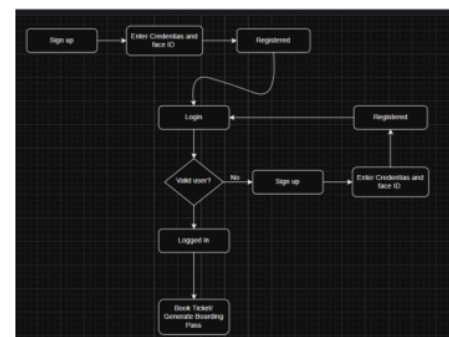 Sign up
Enter Credentials and
face ID
Registered
Login
Registered
Valid user?
No
Sign up
Enter Credentials and
face ID
Logged in
Book Ticket/
Generate Boarding
Pass